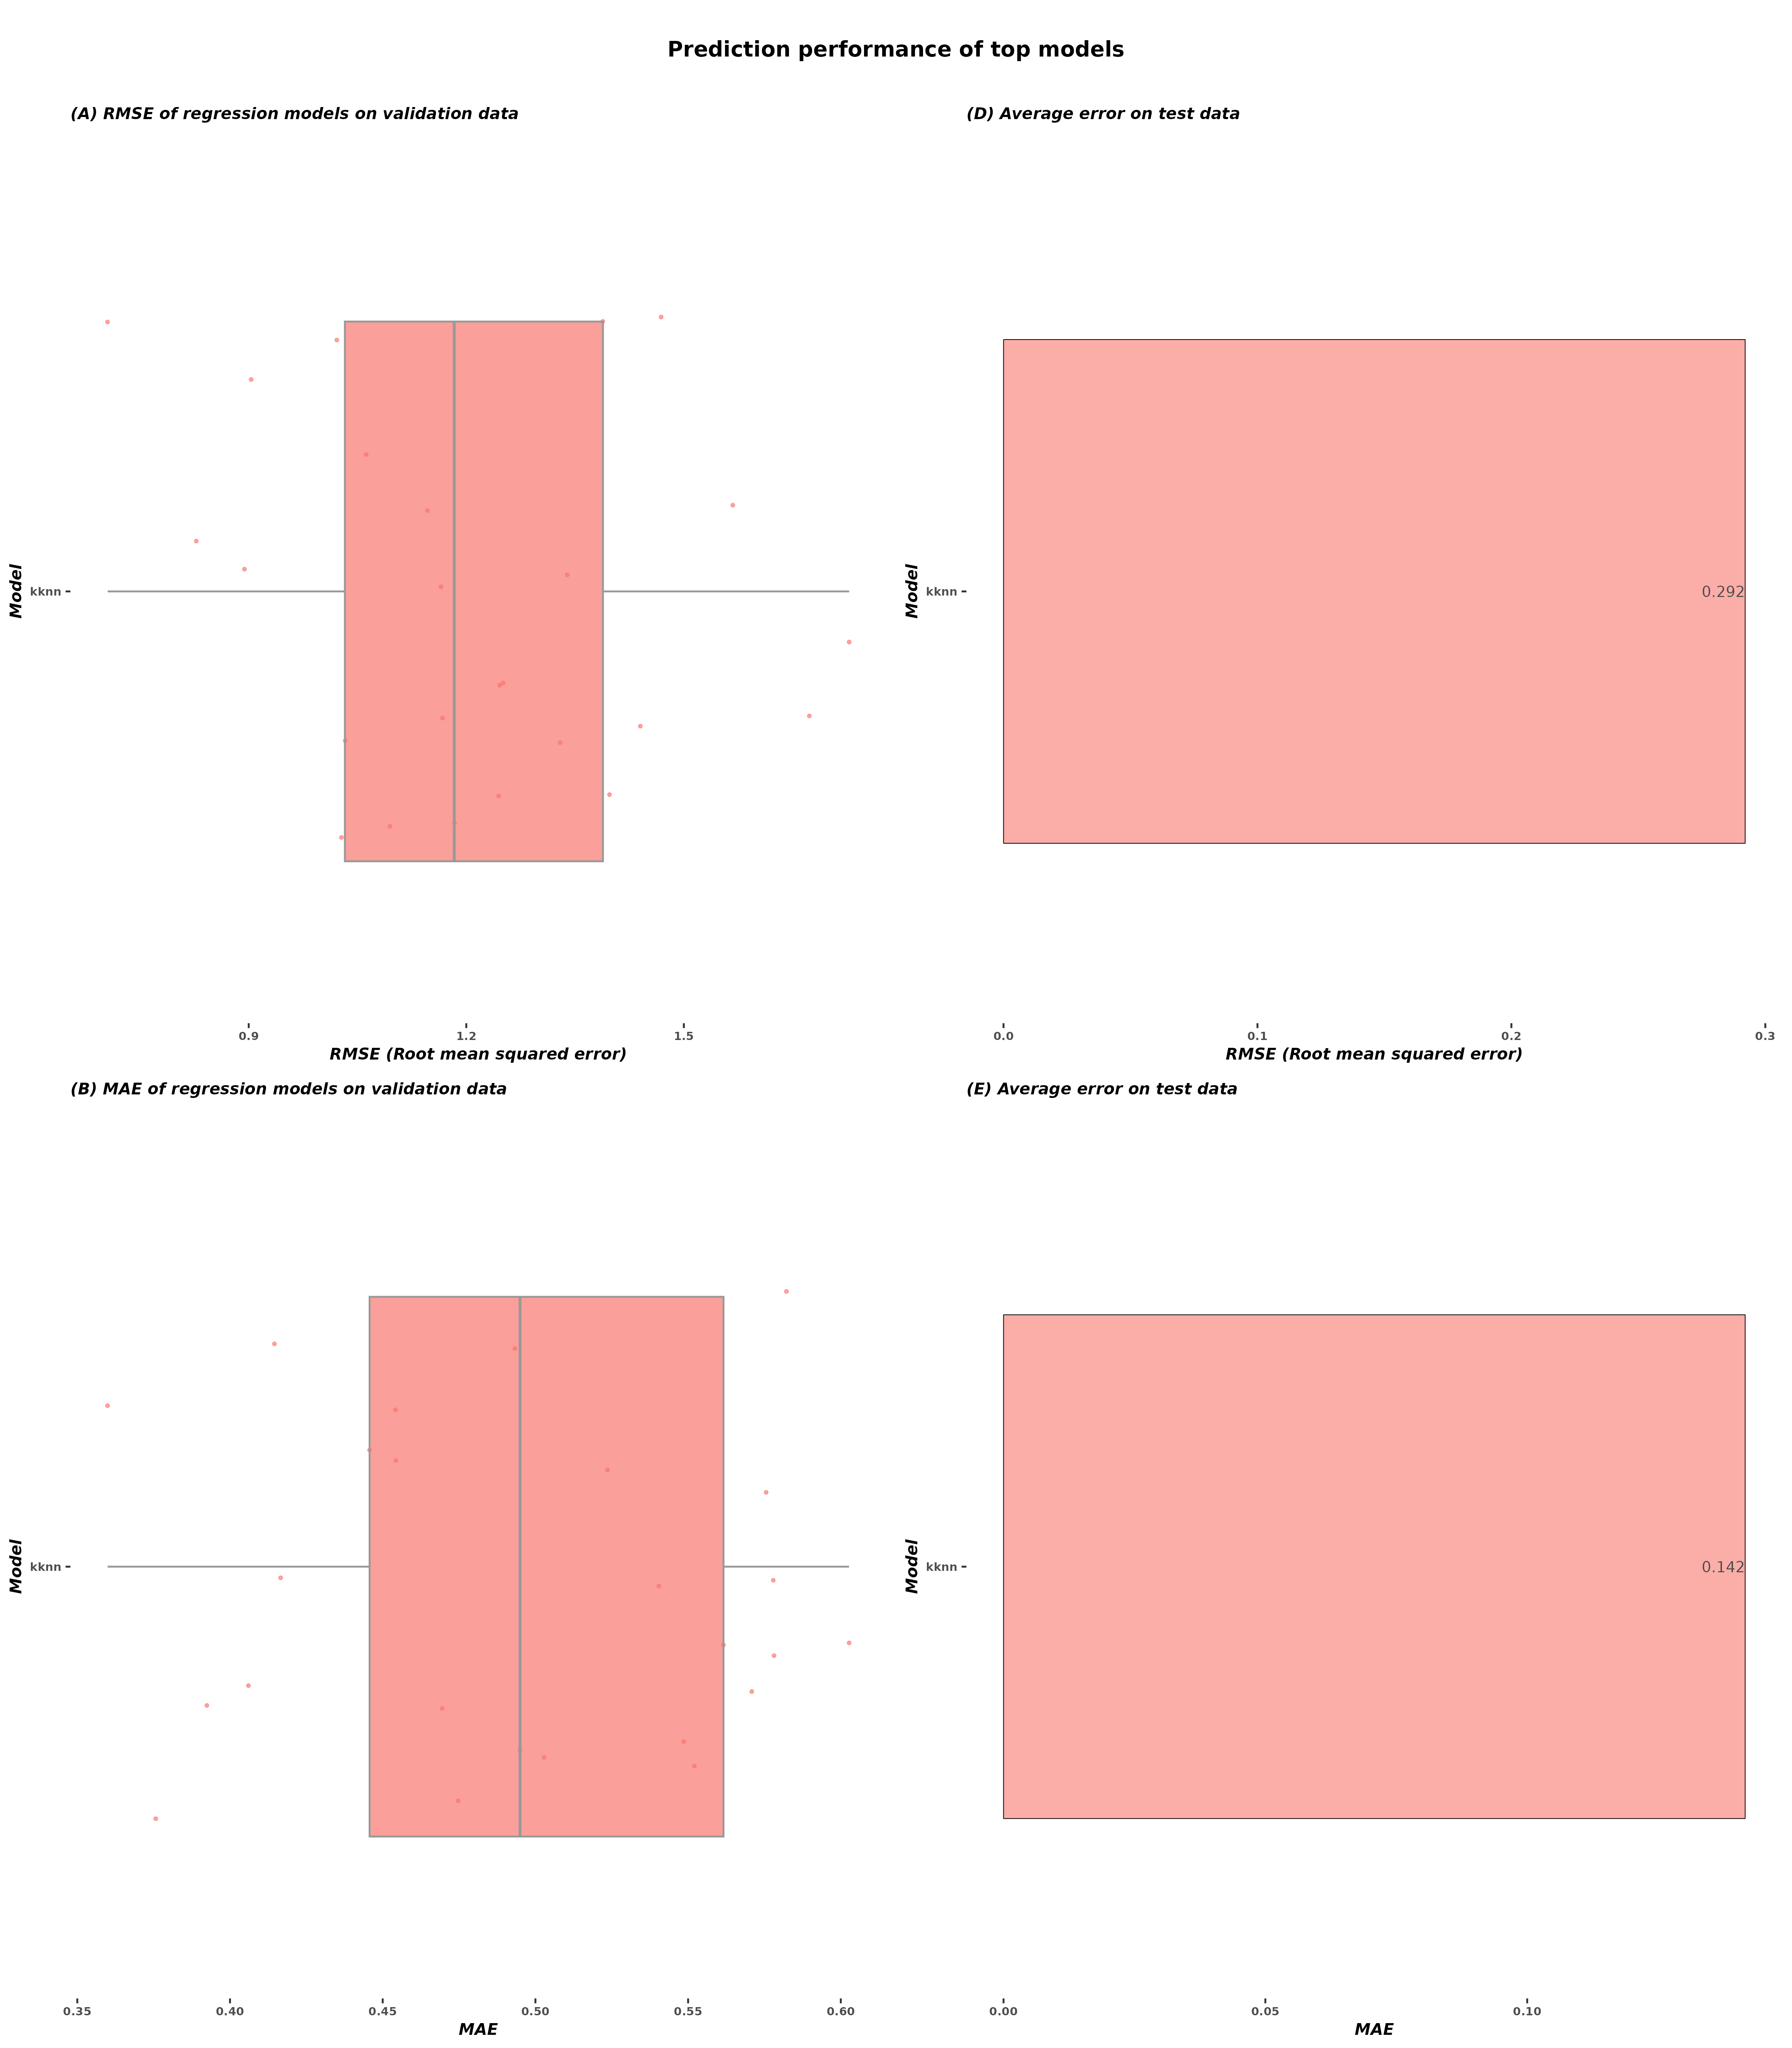 Prediction performance of top models
(A) RMSE of regression models on validation data
Model
kknn
0.9 1.2 1.5
RMSE (Root mean squared error)
(D) Average error on test data
Model
kknn
0.292
0.0 0.1 0.2 0.3
RMSE (Root mean squared error)
(B) MAE of regression models on validation data
Model
kknn
0.35 0.40 0.45 0.50 0.55 0.60
MAE
(E) Average error on test data
Model
kknn
0.142
0.00 0.05 0.10
MAE